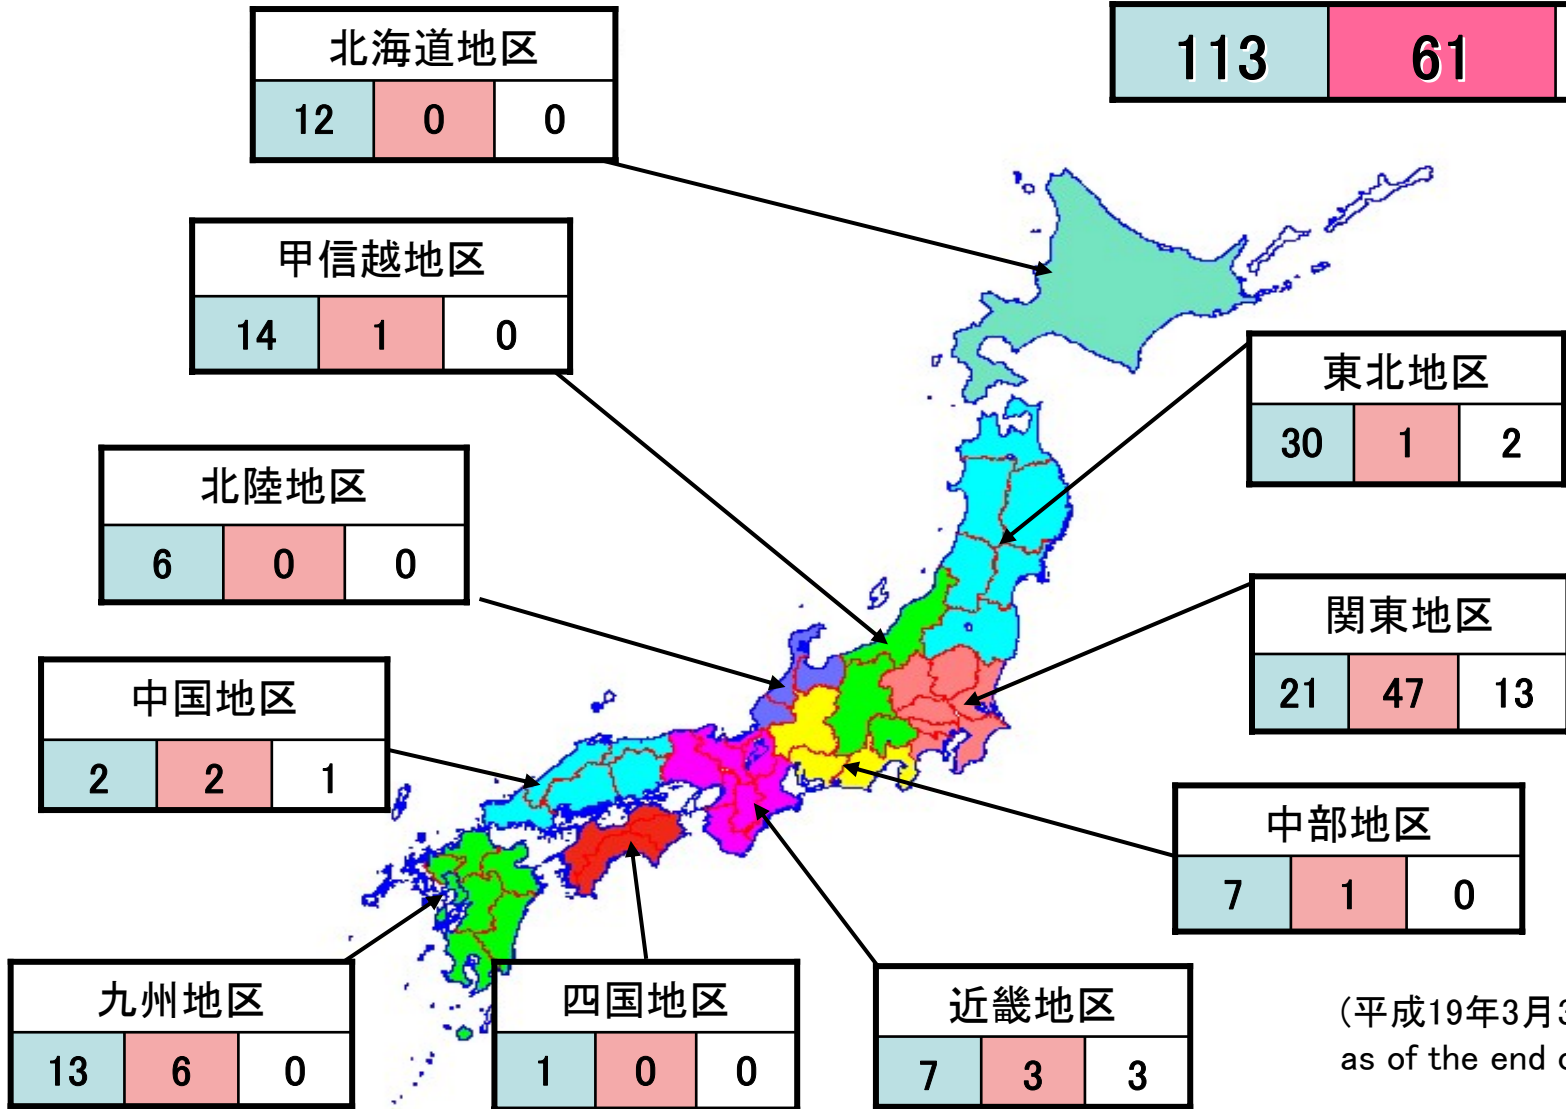 113 61
北海道地区
12 0 0
甲信越地区
14 1 0
東北地区
30 1 2
北陸地区
6 0 0
関東地区
21 47 13
中国地区
2 2 1
中部地区
7 1 0
九州地区
13 6 0
四国地区
1 0 0
近畿地区
7 3 3
(平成19年3月3
as of the end o